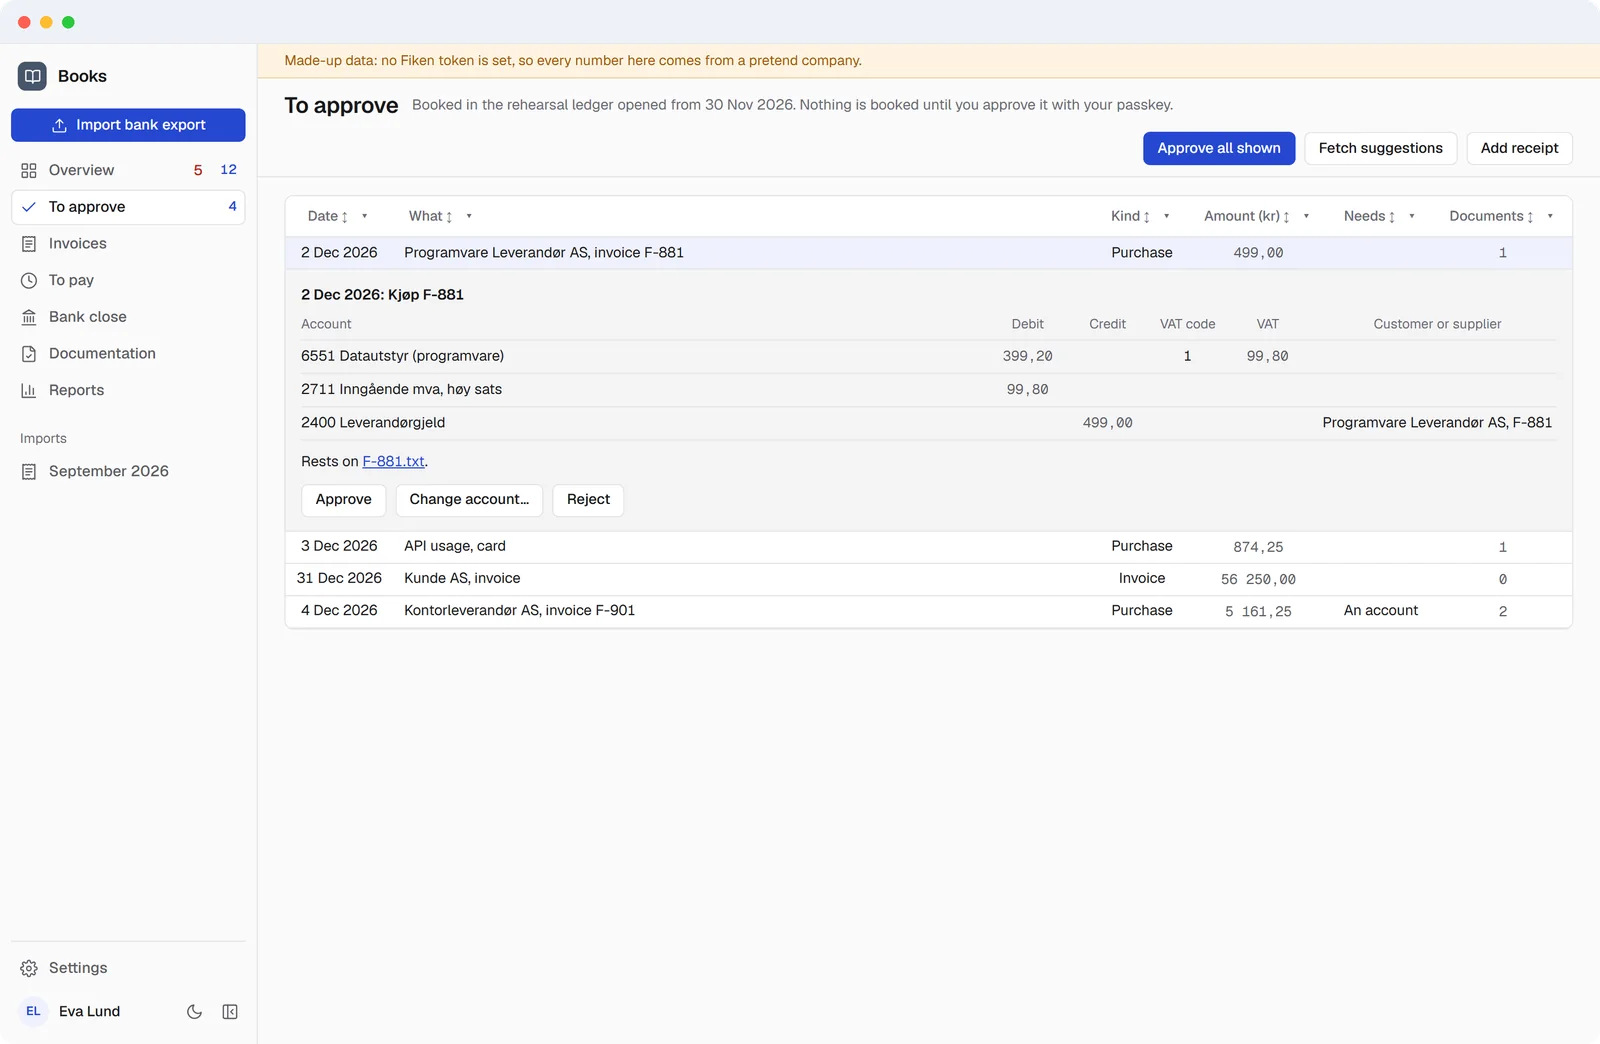 Books
Import bank export
Overview 5 12
To approve 4
Invoices
To pay
Bank close
Documentation
Reports
Imports
September 2026
Settings
EL Eva Lund
Made-up data: no Fiken token is set, so every number here comes from a pretend company.
To approve Booked in the rehearsal ledger opened from 30 Nov 2026. Nothing is booked until you approve it with your passkey.
Approve all shown Fetch suggestions Add receipt
Date What Kind Amount (kr) Needs Documents
2 Dec 2026 Programvare Leverandør AS, invoice F-881 Purchase 499,00 1
2 Dec 2026: Kjøp F-881
Account Debit Credit VAT code VAT Customer or supplier
6551 Datautstyr (programvare) 399,20 1 99,80
2711 Inngående mva, høy sats 99,80
2400 Leverandørgjeld 499,00 Programvare Leverandør AS, F-881
Rests on F-881.txt.
Approve Change account… Reject
3 Dec 2026 API usage, card Purchase 874,25 1
31 Dec 2026 Kunde AS, invoice Invoice 56 250,00 0
4 Dec 2026 Kontorleverandør AS, invoice F-901 Purchase 5 161,25 An account 2